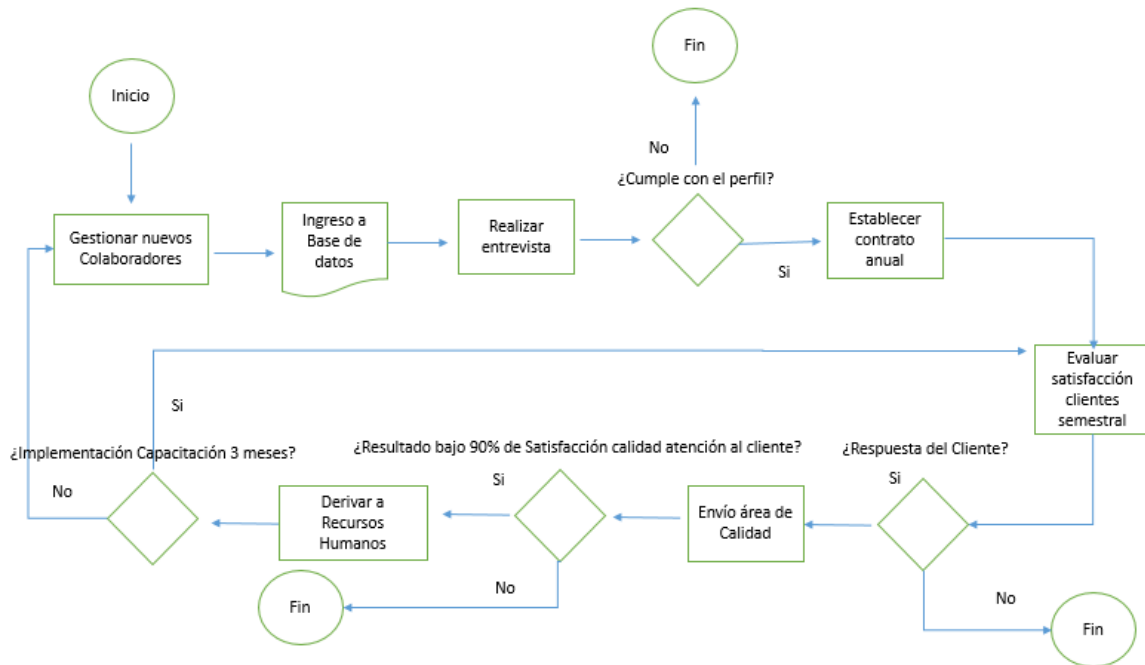 Fin
Inicio
No
¿Cumple con el perfil?
Gestionar nuevos
Colaboradores
Ingreso a
Base de
datos
Realizar
entrevista
Establecer
contrato
anual
Si
Evaluar
satisfacción
clientes
semestral
Si
¿Implementación Capacitación 3 meses?
¿Resultado bajo 90% de Satisfacción calidad atención al cliente?
¿Respuesta del Cliente?
No
Derivar a
Recursos
Humanos
Si
Envío área de
Calidad
Si
Fin
No
No
Fin